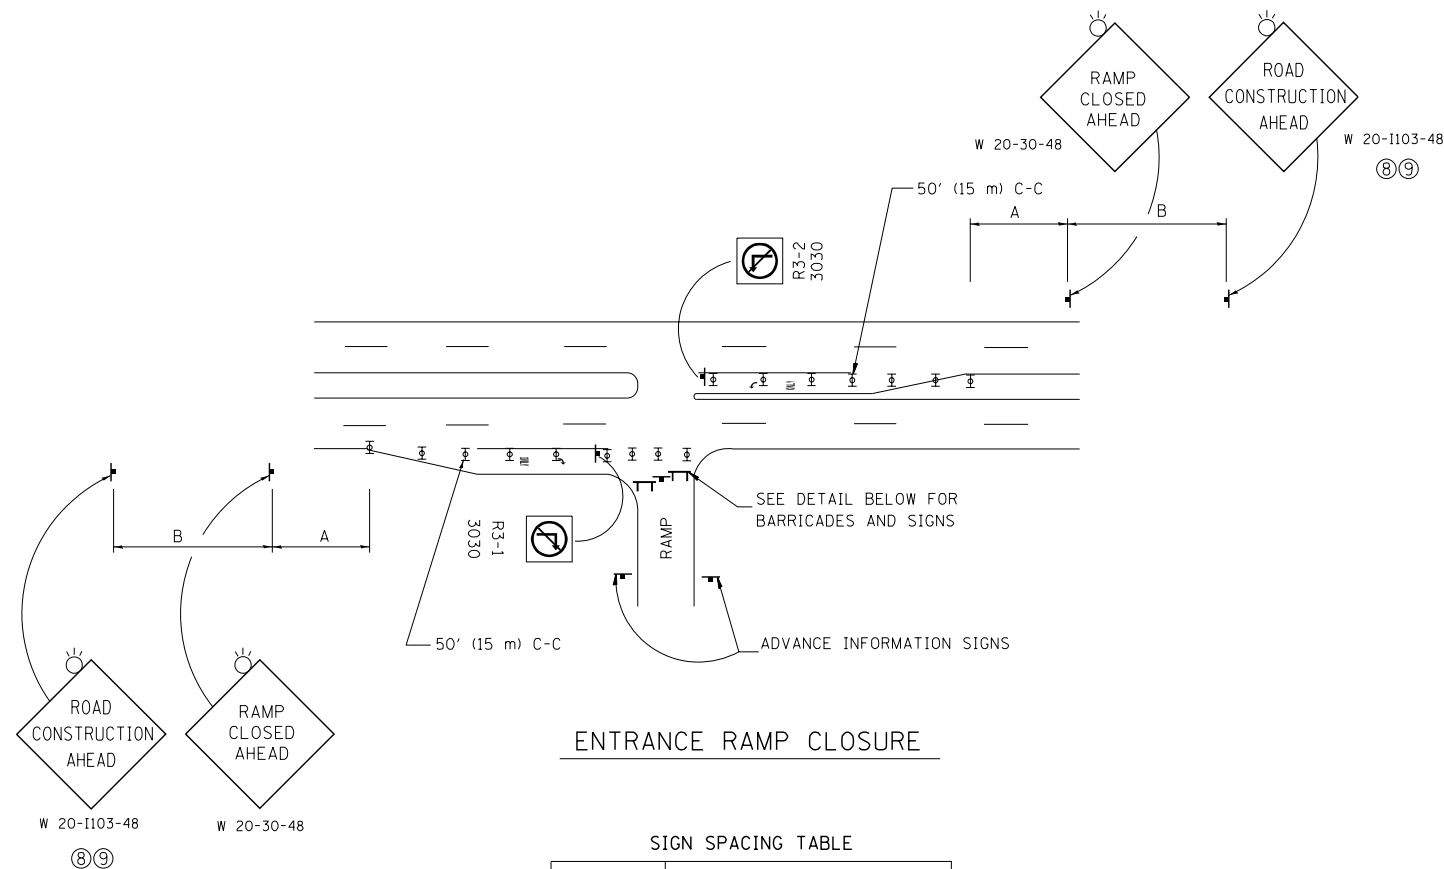 RAMP
CLOSED
AHEAD
ROAD
CONSTRUCTION
AHEAD
W 20-30-48
W 20-I103-48
⑧⑨
50' (15 m) C-C
A
B
R3-2
3030
SEE DETAIL BELOW FOR
BARRICADES AND SIGNS
B
A
R3-1
3030
RAMP
50' (15 m) C-C
ADVANCE INFORMATION SIGNS
ROAD
CONSTRUCTION
AHEAD
RAMP
CLOSED
AHEAD
W 20-I103-48
W 20-30-48
⑧⑨
ENTRANCE RAMP CLOSURE
SIGN SPACING TABLE